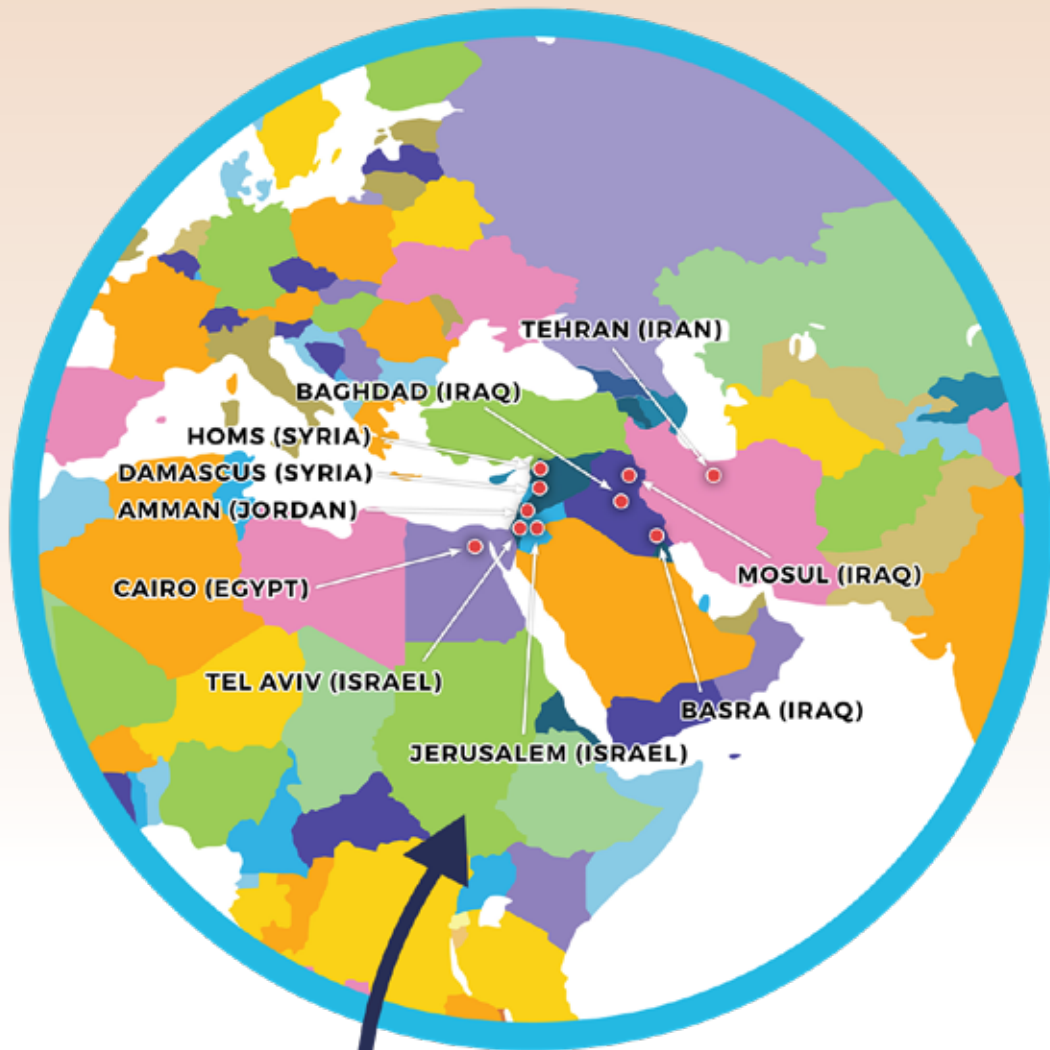 TEHRAN (IRAN)
BAGHDAD (IRAQ)
HOMS (SYRIA)
DAMASCUS (SYRIA)
AMMAN (JORDAN)
MOSUL (IRAQ)
CAIRO (EGYPT)
TEL AVIV (ISRAEL)
BASRA (IRAQ)
JERUSALEM (ISRAEL)